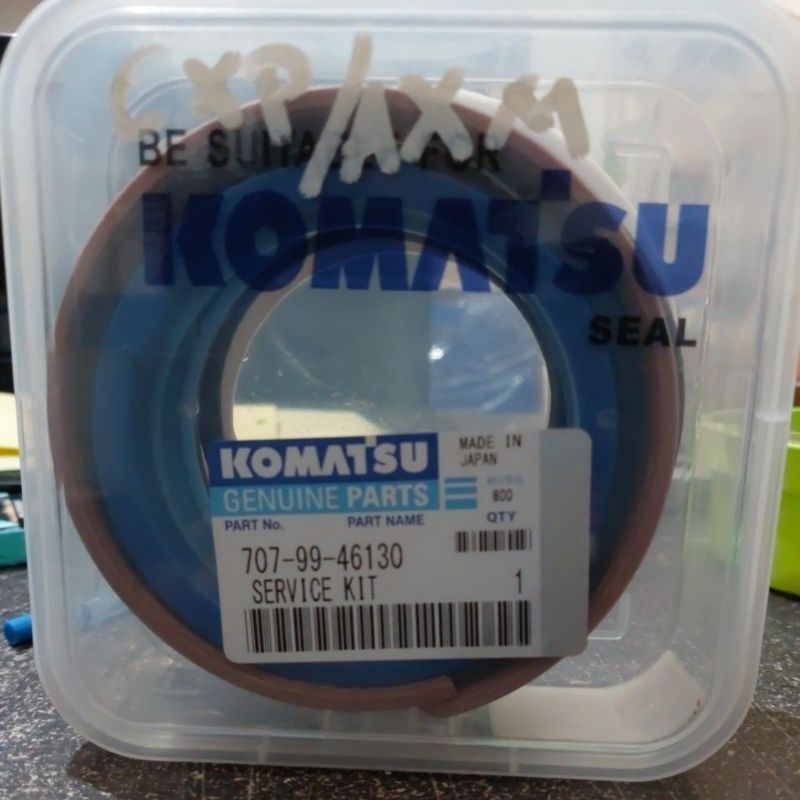 CXP/AXM
BE SUITABLE FOR
KOMATSU
SEAL
KOMATSU
GENUINE PARTS
MADE IN
JAPAN
800
PART No. PART NAME QTY
707-99-46130
SERVICE KIT 1